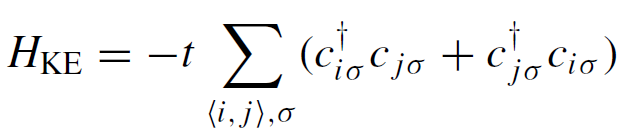 H_KE = −t ∑_{⟨i,j⟩,σ} (c†_{iσ} c_{jσ} + c†_{jσ} c_{iσ})